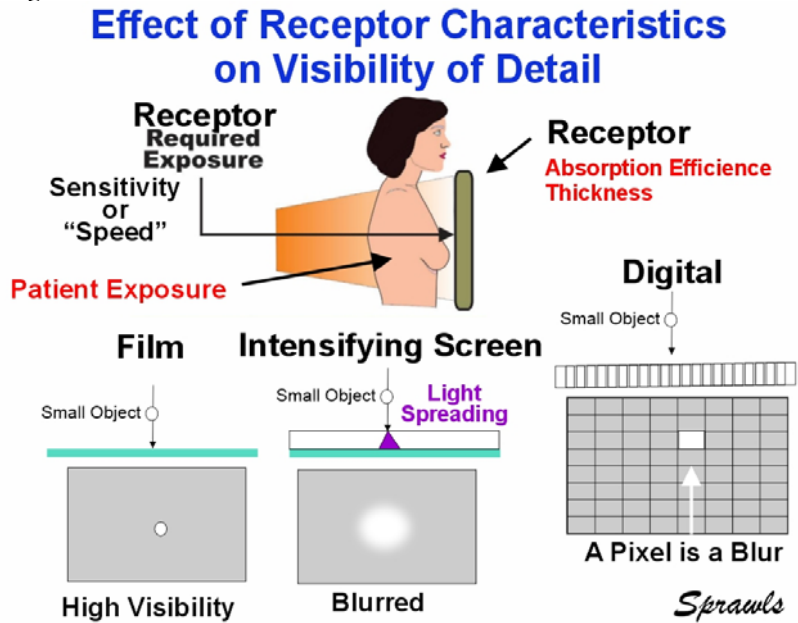 Effect of Receptor Characteristics
on Visibility of Detail
Receptor
Required
Exposure
Sensitivity
or
“Speed”
Patient Exposure
Receptor
Absorption Efficience
Thickness
Film
Small Object
High Visibility
Intensifying Screen
Small Object
Light
Spreading
Blurred
Digital
Small Object
A Pixel is a Blur
Sprawls